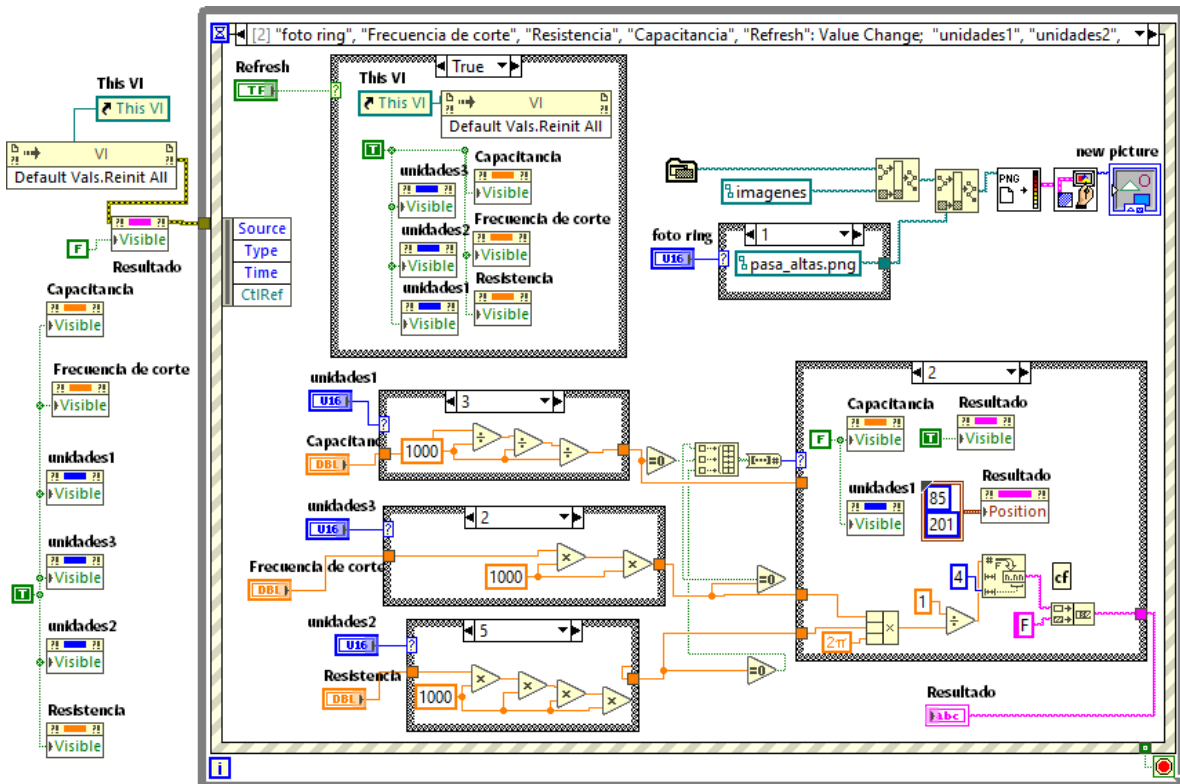 [2] "foto ring", "Frecuencia de corte", "Resistencia", "Capacitancia", "Refresh": Value Change;  "unidades1", "unidades2",
This VI
This VI
VI
Default Vals.Reinit All
Visible
F
Resultado
Capacitancia
Visible
Frecuencia de corte
Visible
unidades1
Visible
unidades3
Visible
T
unidades2
Visible
Resistencia
Visible
Source
Type
Time
CtlRef
Refresh
TF
?
True
This VI
This VI
VI
Default Vals.Reinit All
T
unidades3
Visible
unidades2
Visible
unidades1
Visible
Capacitancia
Visible
Frecuencia de corte
Visible
Resistencia
Visible
imagenes
foto ring
U16
?
1
pasa_altas.png
PNG
new picture
unidades1
U16
?
3
Capacitanc
DBL
1000
÷
÷
÷
=0
unidades3
U16
?
2
Frecuencia de corte
DBL
1000
×
×
=0
unidades2
U16
?
5
Resistencia
DBL
1000
×
×
×
×
=0
[...]#
?
2
Capacitancia
Visible
F
unidades1
Visible
Resultado
T
Visible
85
201
Resultado
Position
4
#
F
n.nn
cf
1
÷
2π
×
F
Resultado
abc
i